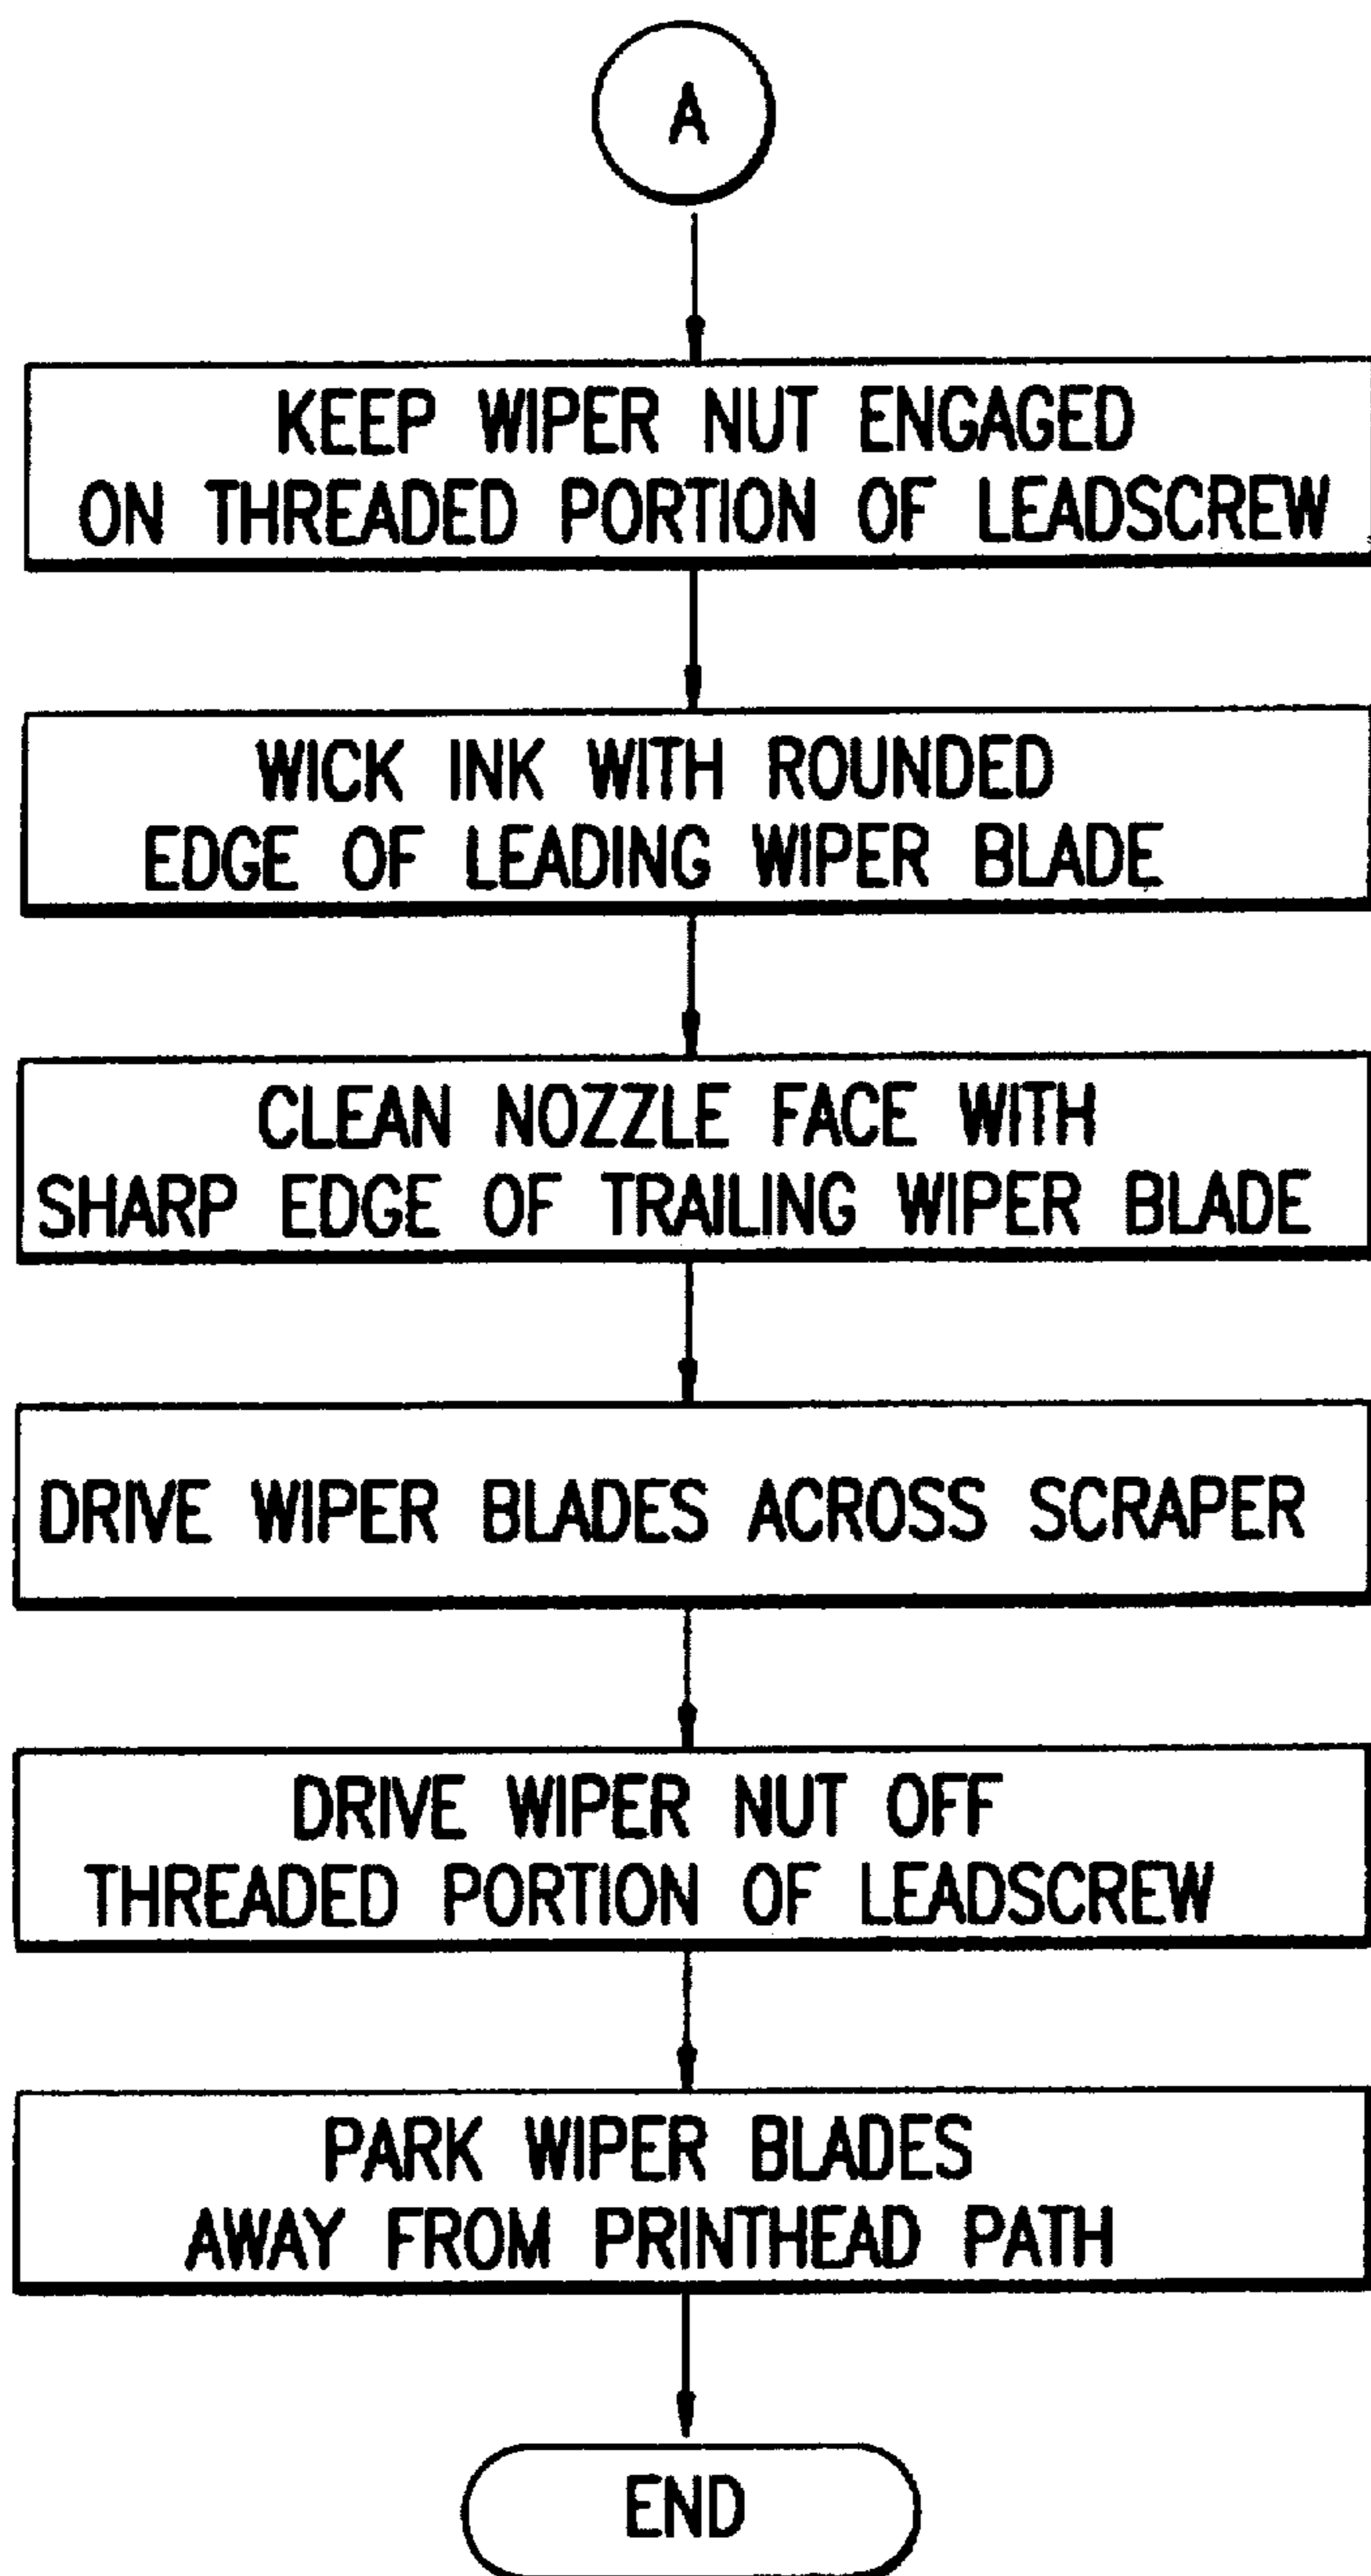 A
KEEP WIPER NUT ENGAGED
ON THREADED PORTION OF LEADSCREW
WICK INK WITH ROUNDED
EDGE OF LEADING WIPER BLADE
CLEAN NOZZLE FACE WITH
SHARP EDGE OF TRAILING WIPER BLADE
DRIVE WIPER BLADES ACROSS SCRAPER
DRIVE WIPER NUT OFF
THREADED PORTION OF LEADSCREW
PARK WIPER BLADES
AWAY FROM PRINTHEAD PATH
END